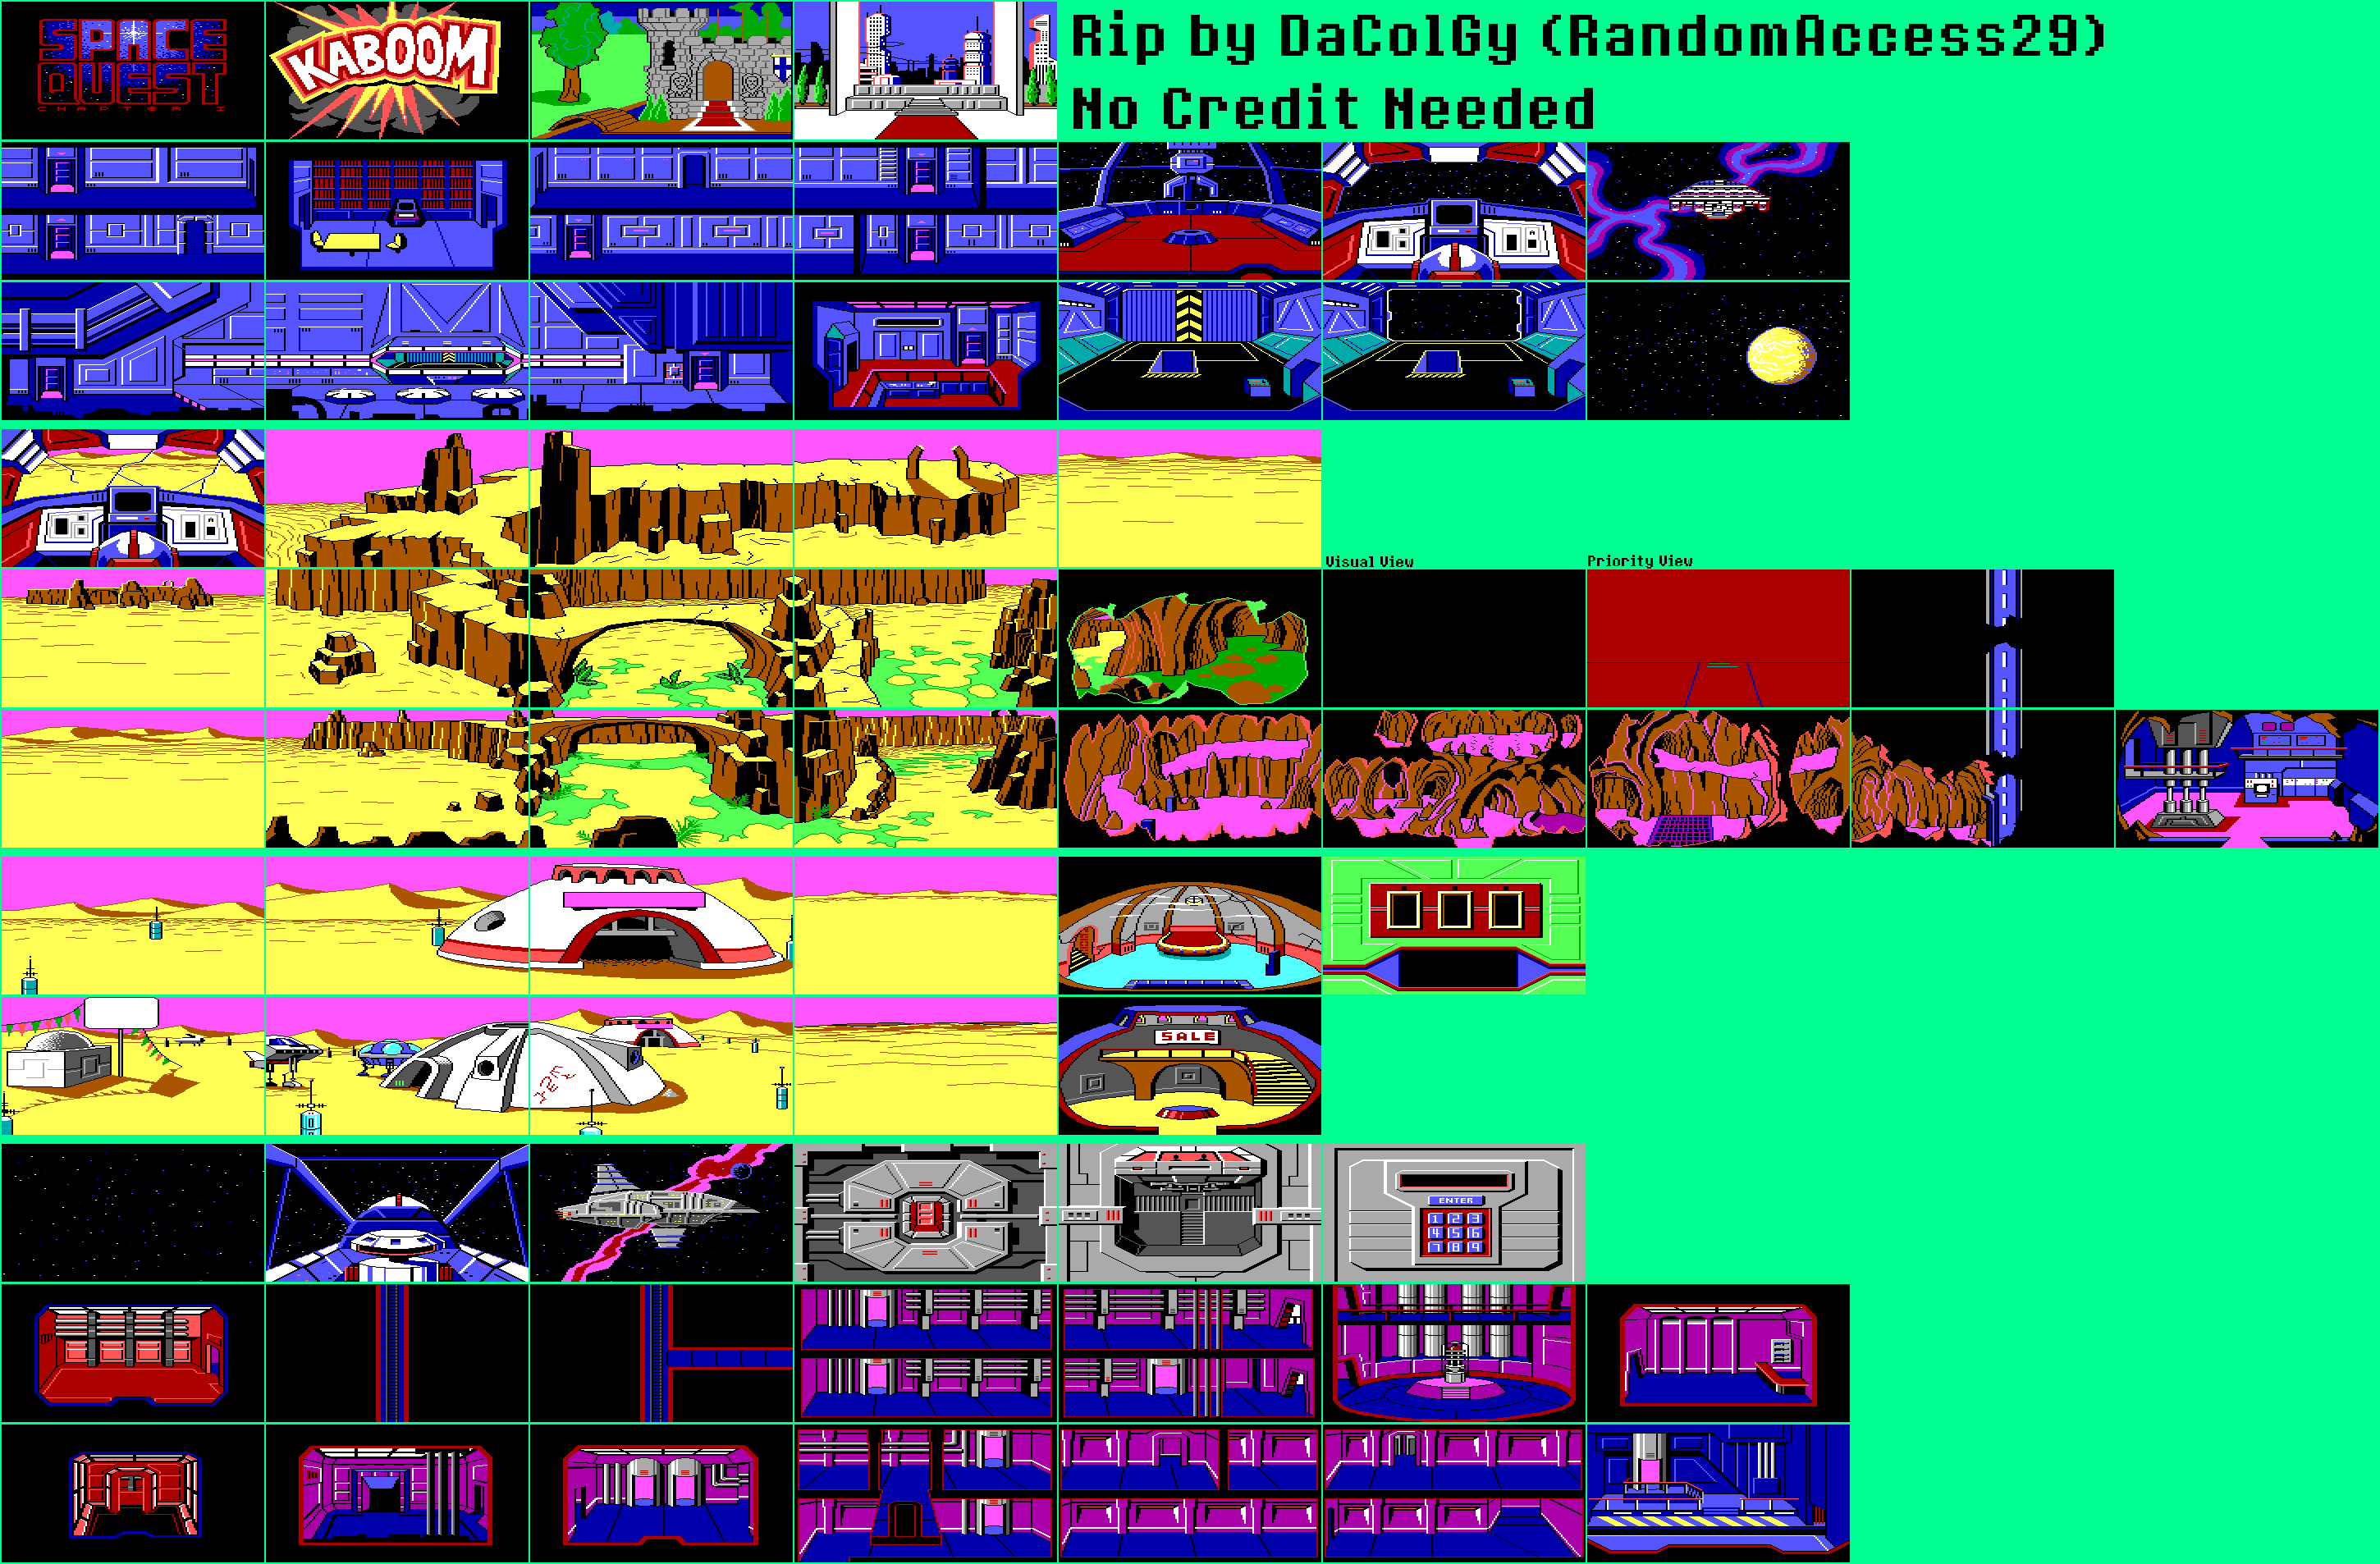 SPACE
QUEST
CHAPTER I
KABOOM
Rip by DaColGy (RandomAccess29)
No Credit Needed
Visual View
Priority View
SALE
ENTER
1 2 3
4 5 6
7 8 9